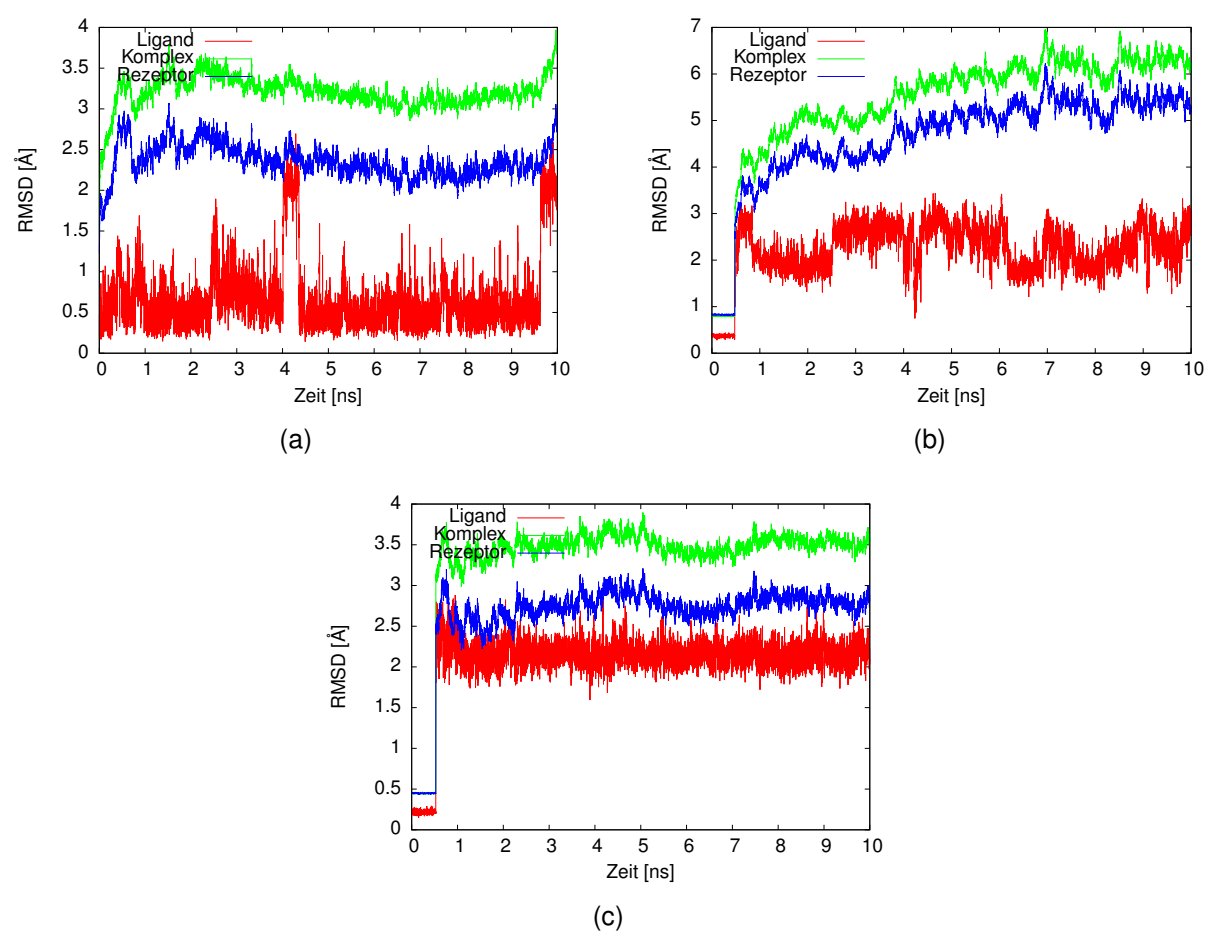 Ligand
Komplex
Rezeptor
RMSD [Å]
0
0.5
1
1.5
2
2.5
3
3.5
4
0 1 2 3 4 5 6 7 8 9 10
Zeit [ns]
(a)
Ligand
Komplex
Rezeptor
RMSD [Å]
0
1
2
3
4
5
6
7
0 1 2 3 4 5 6 7 8 9 10
Zeit [ns]
(b)
Ligand
Komplex
Rezeptor
RMSD [Å]
0
0.5
1
1.5
2
2.5
3
3.5
4
0 1 2 3 4 5 6 7 8 9 10
Zeit [ns]
(c)